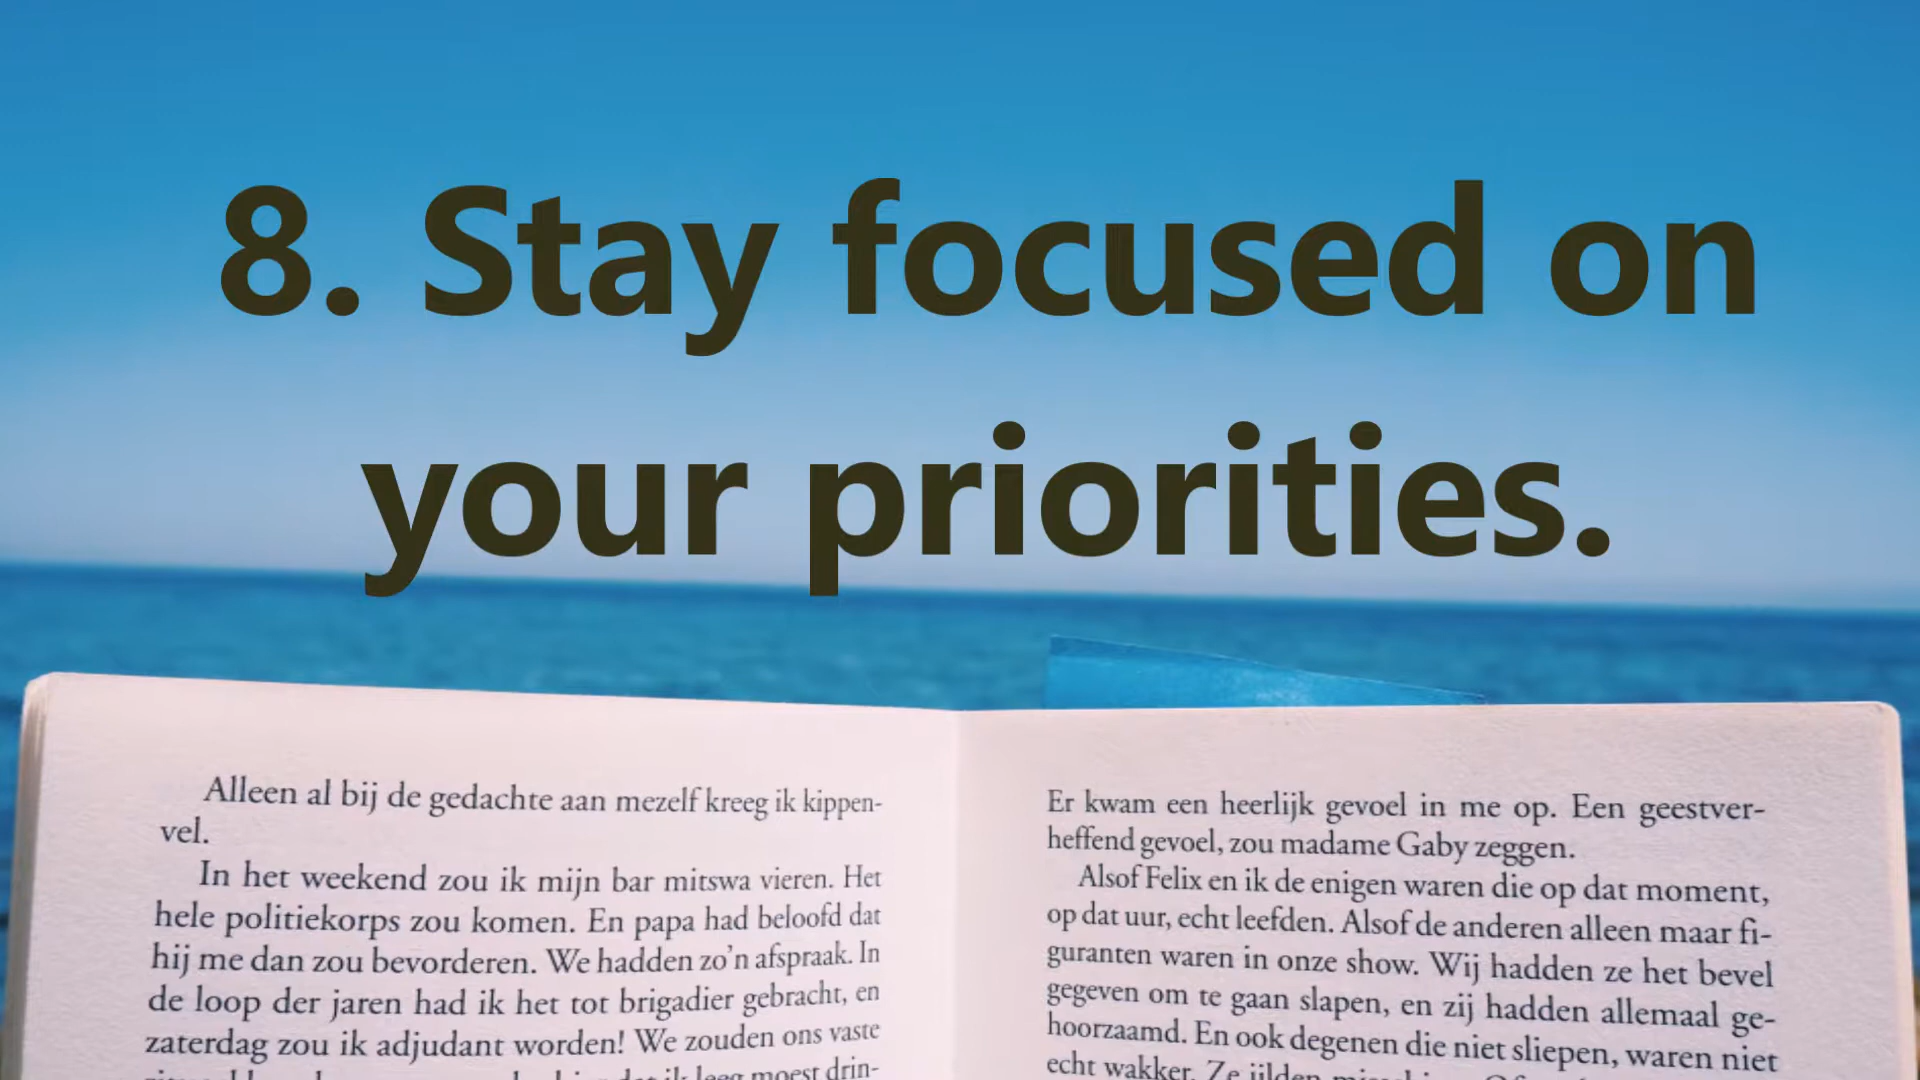 8. Stay focused on
your priorities.
Alleen al bij de gedachte aan mezelf kreeg ik kippen-
vel.
In het weekend zou ik mijn bar mitswa vieren. Het
hele politiekorps zou komen. En papa had beloofd dat
hij me dan zou bevorderen. We hadden zo’n afspraak. In
de loop der jaren had ik het tot brigadier gebracht, en
zaterdag zou ik adjudant worden! We zouden ons vaste
ik leeg moest drin-
Er kwam een heerlijk gevoel in me op. Een geestver-
heffend gevoel, zou madame Gaby zeggen.
Alsof Felix en ik de enigen waren die op dat moment,
op dat uur, echt leefden. Alsof de anderen alleen maar fi-
guranten waren in onze show. Wij hadden ze het bevel
gegeven om te gaan slapen, en zij hadden allemaal ge-
hoorzaamd. En ook degenen die niet sliepen, waren niet
echt wakker. Ze